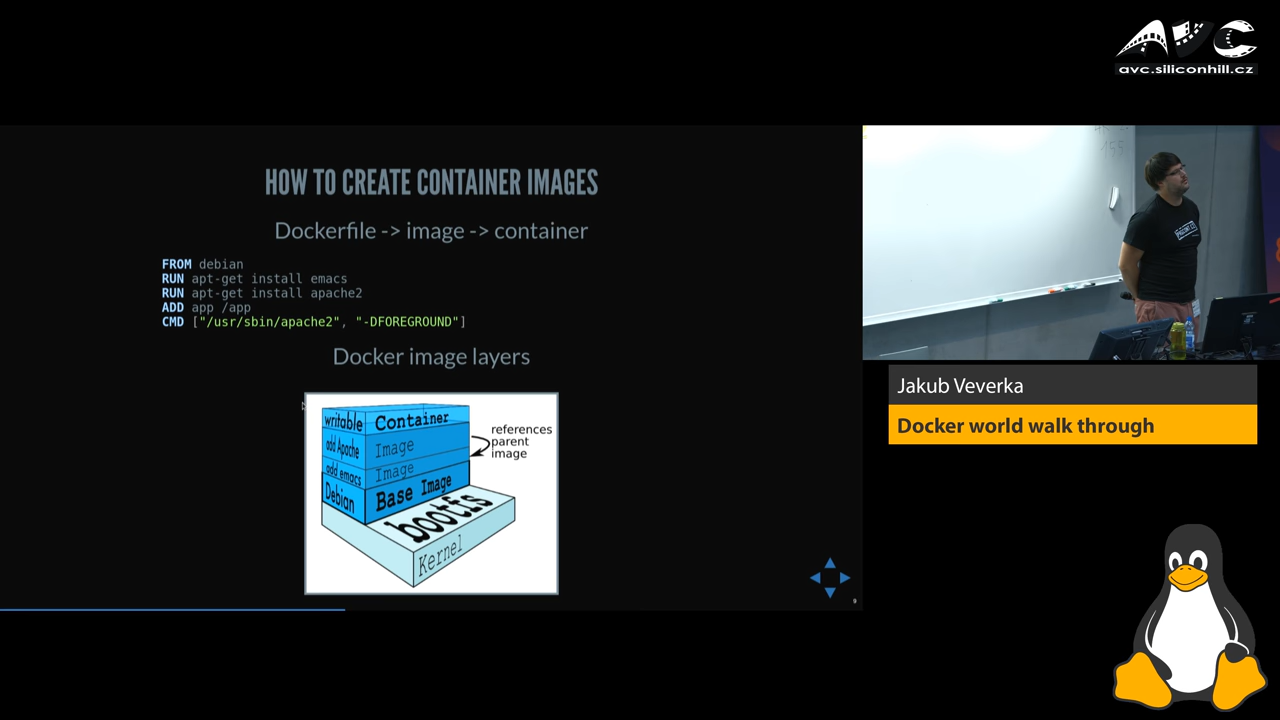 AVC
avc.siliconhill.cz
HOW TO CREATE CONTAINER IMAGES
Dockerfile -> image -> container
FROM debian
RUN apt-get install emacs
RUN apt-get install apache2
ADD app /app
CMD ["/usr/sbin/apache2", "-DFOREGROUND"]
Docker image layers
writable Container
add Apache Image
add emacs Image
Debian Base Image
references
parent
image
bootfs
Kernel
9
Jakub Veverka
Docker world walk through